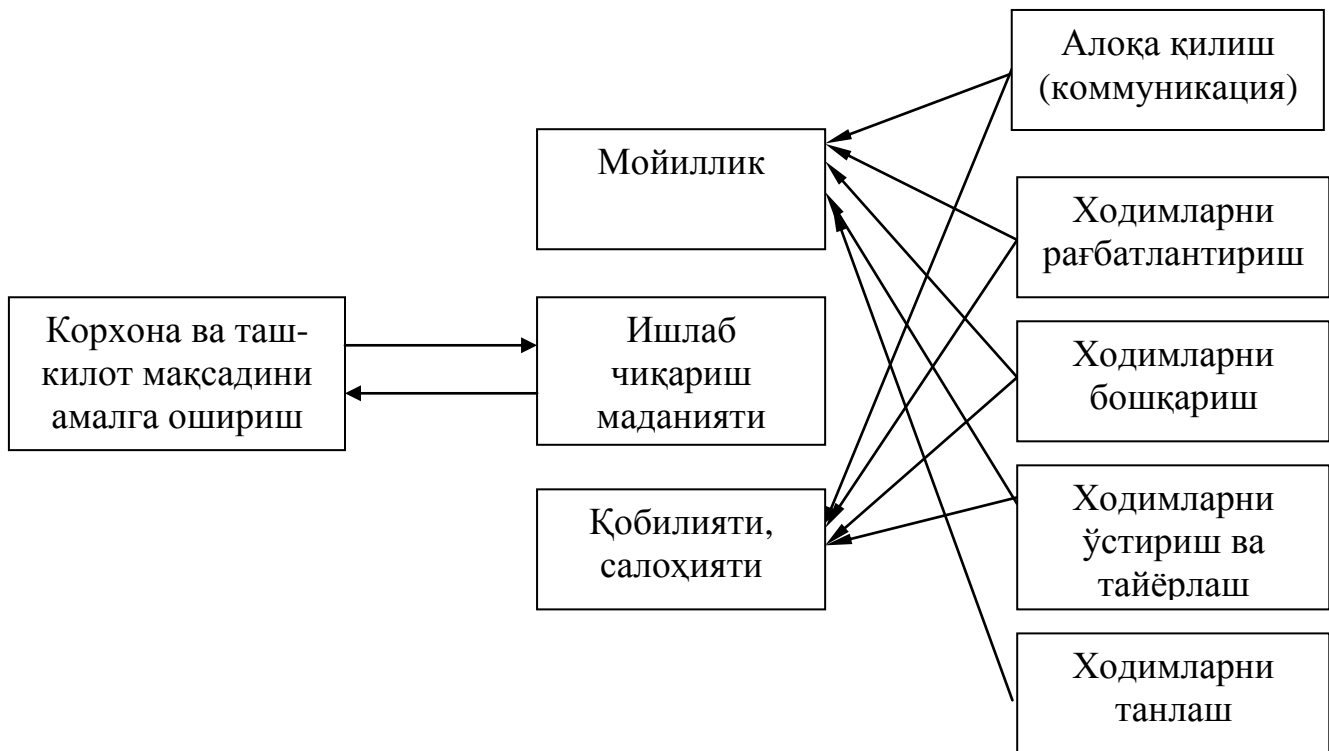 Корхона ва таш-
килот мақсадини
амалга ошириш
Мойиллик
Ишлаб
чиқариш
маданияти
Қобилияти,
салоҳияти
Алоқа қилиш
(коммуникация)
Ходимларни
рағбатлантириш
Ходимларни
бошқариш
Ходимларни
ўстириш ва
тайёрлаш
Ходимларни
танлаш